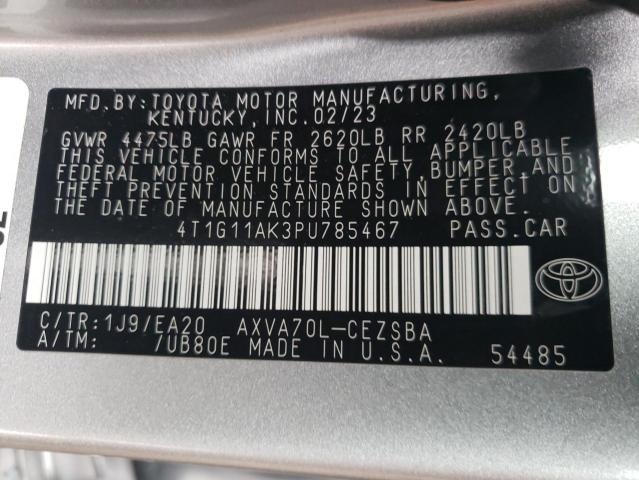 MFD. BY: TOYOTA MOTOR MANUFACTURING,
KENTUCKY, INC. 02/23
GVWR 4475LB GAWR FR 2620LB RR 2420LB
THIS VEHICLE CONFORMS TO ALL APPLICABLE
FEDERAL MOTOR VEHICLE SAFETY, BUMPER, AND
THEFT PREVENTION STANDARDS IN EFFECT ON
THE DATE OF MANUFACTURE SHOWN ABOVE.
4T1G11AK3PU785467 PASS.CAR
C/TR: 1J9/EA20 AXVA70L-CEZSBA
A/TM: /UB80E MADE IN U.S.A. 54485